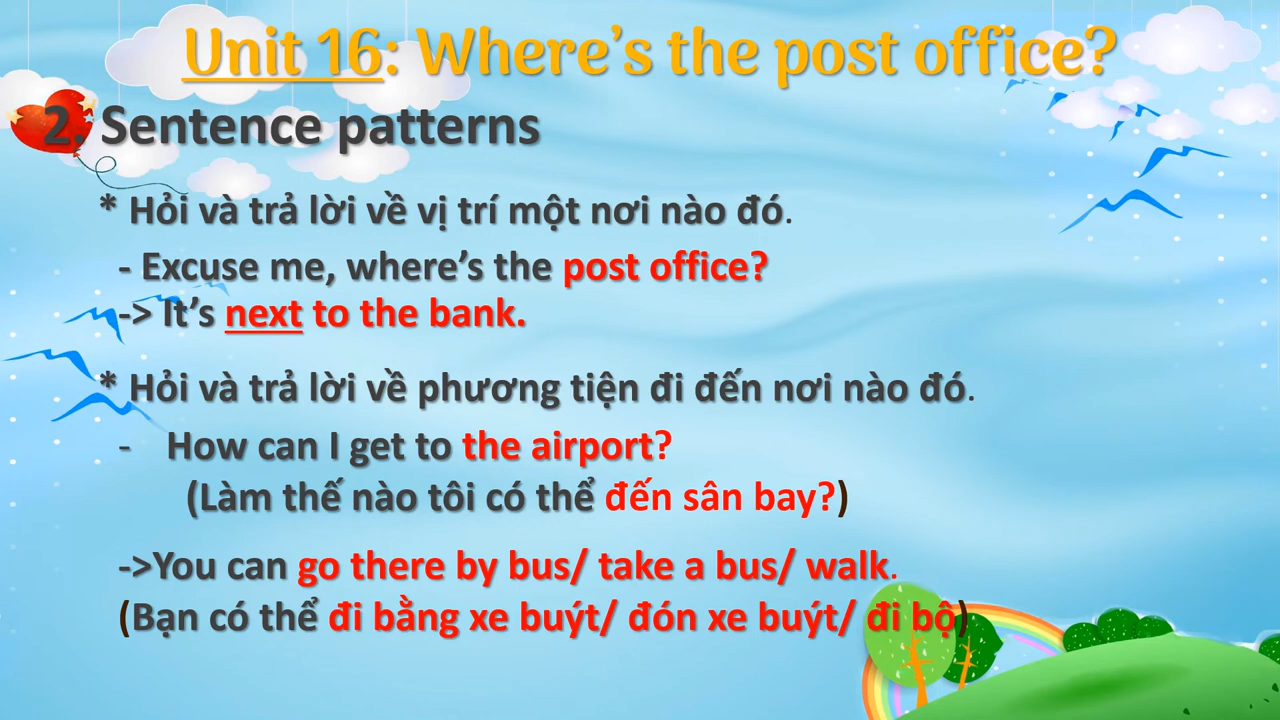 Unit 16: Where’s the post office?
2. Sentence patterns
* Hỏi và trả lời về vị trí một nơi nào đó.
- Excuse me, where’s the post office?
-> It’s next to the bank.
* Hỏi và trả lời về phương tiện đi đến nơi nào đó.
- How can I get to the airport?
(Làm thế nào tôi có thể đến sân bay?)
->You can go there by bus/ take a bus/ walk.
(Bạn có thể đi bằng xe buýt/ đón xe buýt/ đi bộ)